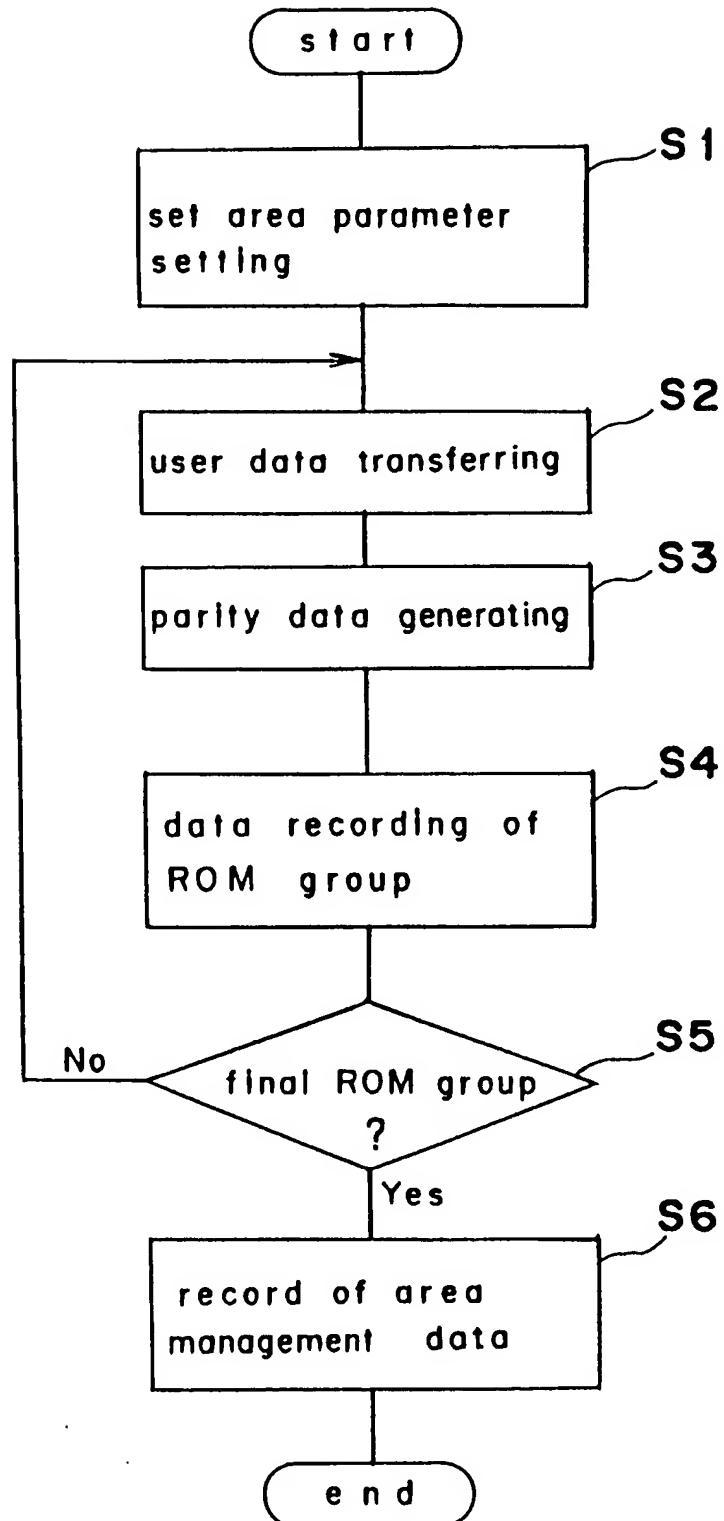 start
S1
set area parameter
setting
S2
user data transferring
S3
parity data generating
S4
data recording of
ROM group
S5
No
final ROM group
?
Yes
S6
record of area
management data
end